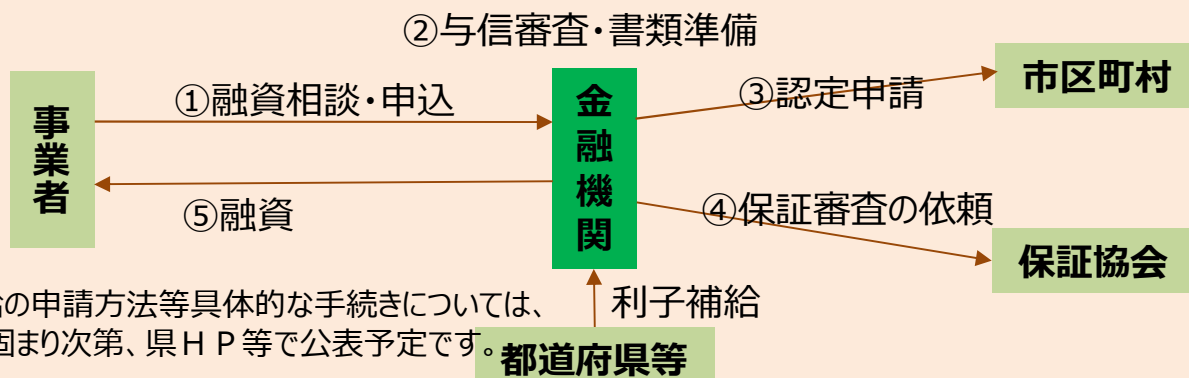 ②与信審査・書類準備
市区町村
①融資相談・申込
③認定申請
金融機関
事業者
⑤融資
④保証審査の依頼
保証協会
の申請方法等具体的な手続きについては、
固まり次第、県ＨＰ等で公表予定です。
利子補給
都道府県等